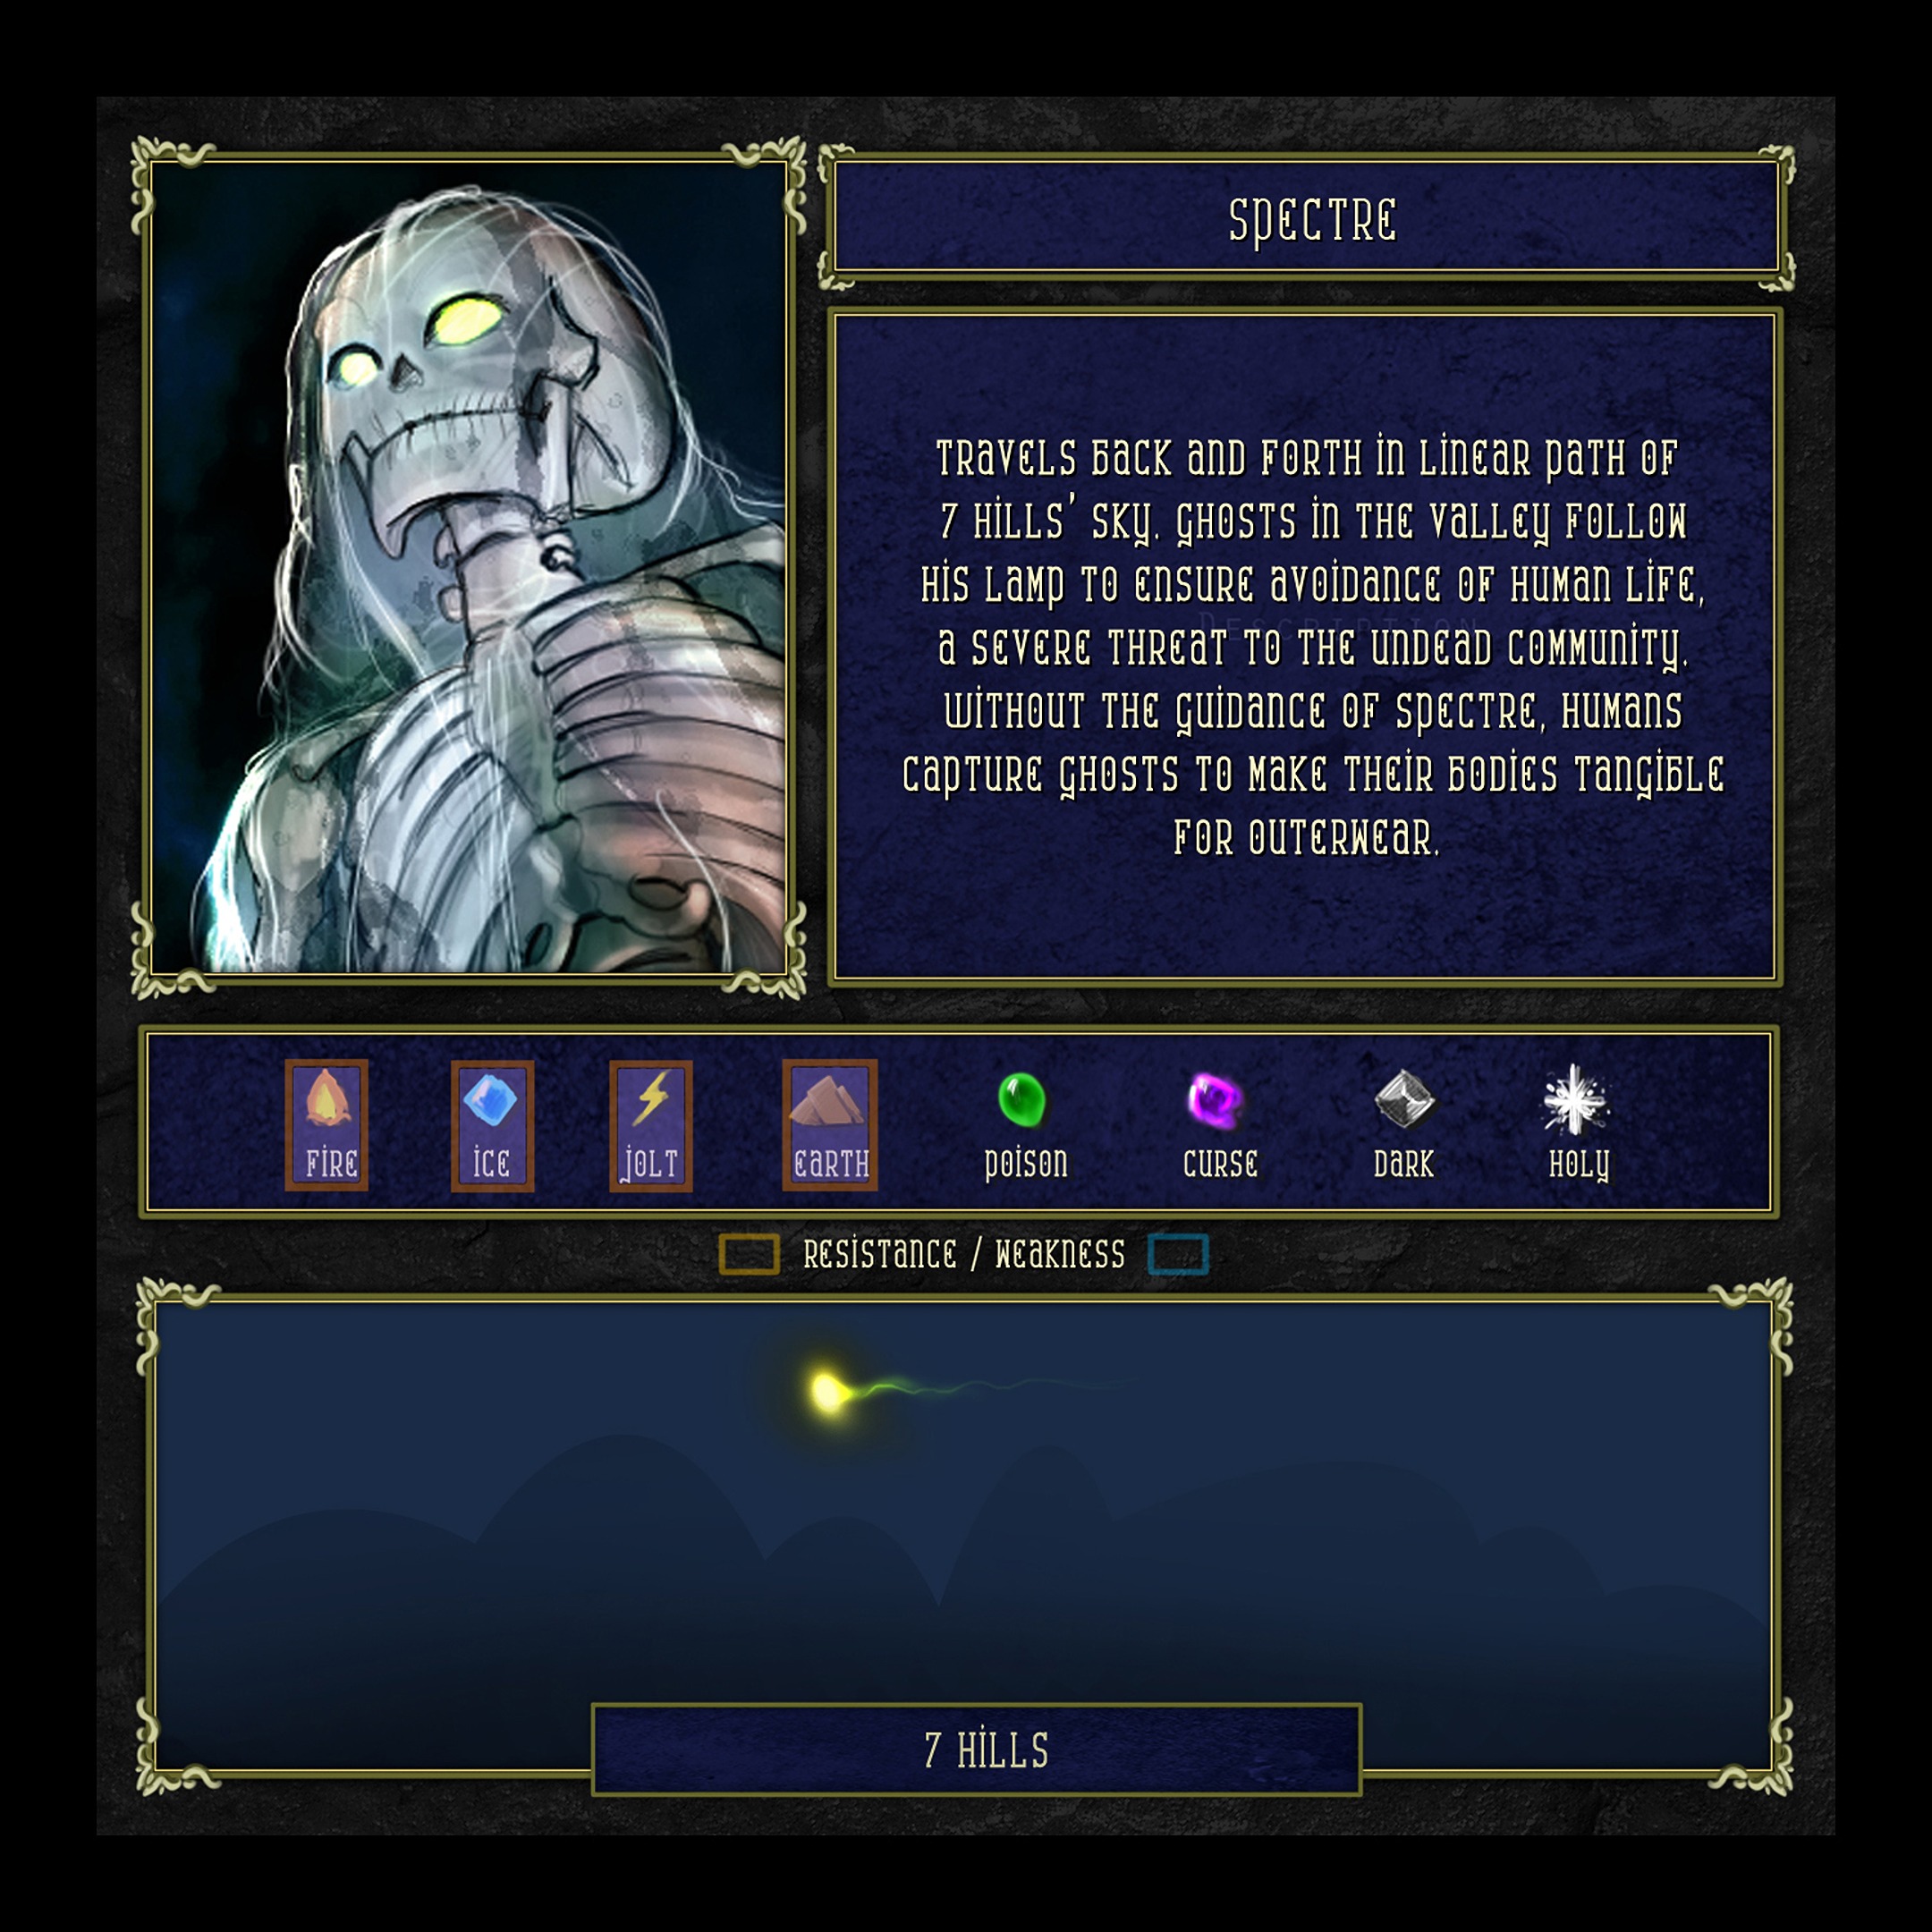 SPECTRE
TRAVELS BACK AND FORTH IN LINEAR PATH OF
7 HILLS' SKY. GHOSTS IN THE VALLEY FOLLOW
HIS LAMP TO ENSURE AVOIDANCE OF HUMAN LIFE,
A SEVERE THREAT TO THE UNDEAD COMMUNITY.
WITHOUT THE GUIDANCE OF SPECTRE, HUMANS
CAPTURE GHOSTS TO MAKE THEIR BODIES TANGIBLE
FOR OUTERWEAR.
DESCRIPTION
FIRE ICE JOLT EARTH POISON CURSE DARK HOLY
RESISTANCE / WEAKNESS
7 HILLS